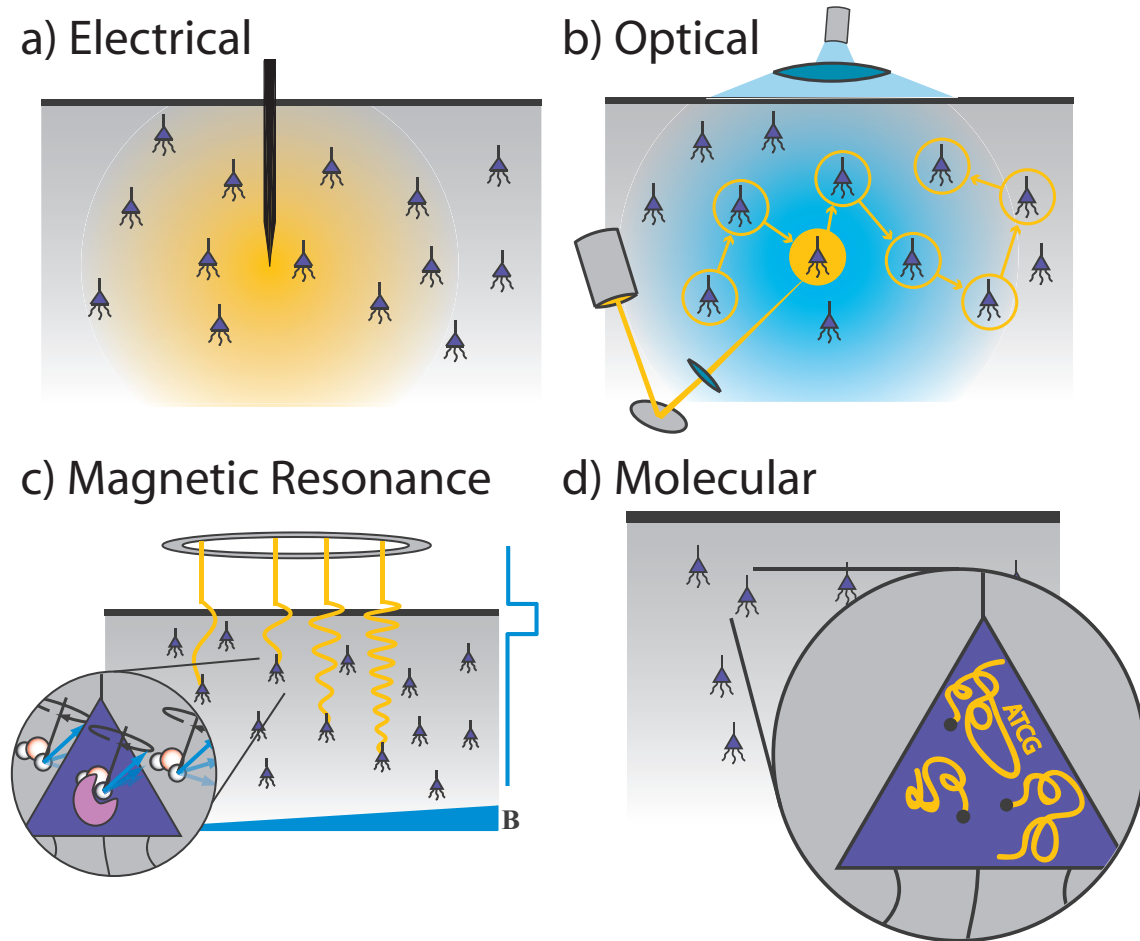 a) Electrical
b) Optical
c) Magnetic Resonance
d) Molecular
B
ATCG